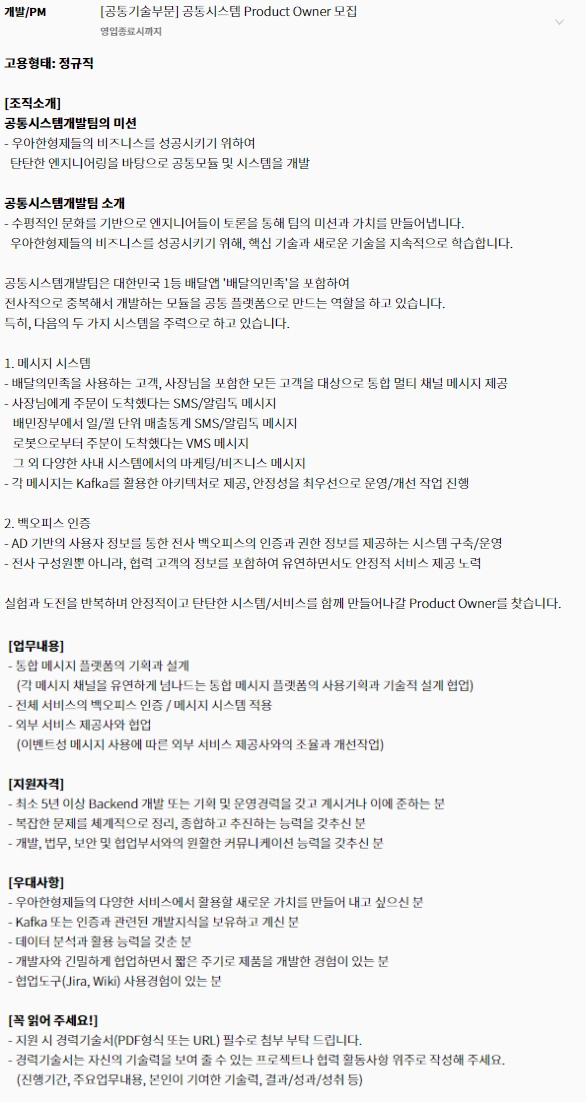 개발/PM
[공통기술부문] 공통시스템 Product Owner 모집
영입종료시까지
고용형태: 정규직
[조직소개]
공통시스템개발팀의 미션
- 우아한형제들의 비즈니스를 성공시키기 위하여
탄탄한 엔지니어링을 바탕으로 공통모듈 및 시스템을 개발
공통시스템개발팀 소개
- 수평적인 문화를 기반으로 엔지니어들이 토론을 통해 팀의 미션과 가치를 만들어냅니다.
우아한형제들의 비즈니스를 성공시키기 위해, 핵심 기술과 새로운 기술을 지속적으로 학습합니다.
공통시스템개발팀은 대한민국 1등 배달앱 '배달의민족'을 포함하여
전사적으로 중복해서 개발하는 모듈을 공통 플랫폼으로 만드는 역할을 하고 있습니다.
특히, 다음의 두 가지 시스템을 주력으로 하고 있습니다.
1. 메시지 시스템
- 배달의민족을 사용하는 고객, 사장님을 포함한 모든 고객을 대상으로 통합 멀티 채널 메시지 제공
- 사장님에게 주문이 도착했다는 SMS/알림톡 메시지
배민장부에서 일/월 단위 매출통계 SMS/알림톡 메시지
로봇으로부터 주분이 도착했다는 VMS 메시지
그 외 다양한 사내 시스템에서의 마케팅/비즈니스 메시지
- 각 메시지는 Kafka를 활용한 아키텍처로 제공, 안정성을 최우선으로 운영/개선 작업 진행
2. 백오피스 인증
- AD 기반의 사용자 정보를 통한 전사 백오피스의 인증과 권한 정보를 제공하는 시스템 구축/운영
- 전사 구성원뿐 아니라, 협력 고객의 정보를 포함하여 유연하면서도 안정적 서비스 제공 노력
실험과 도전을 반복하며 안정적이고 탄탄한 시스템/서비스를 함께 만들어나갈 Product Owner를 찾습니다.
[업무내용]
- 통합 메시지 플랫폼의 기획과 설계
(각 메시지 채널을 유연하게 넘나드는 통합 메시지 플랫폼의 사용기획과 기술적 설계 협업)
- 전체 서비스의 백오피스 인증 / 메시지 시스템 적용
- 외부 서비스 제공사와 협업
(이벤트성 메시지 사용에 따른 외부 서비스 제공사와의 조율과 개선작업)
[지원자격]
- 최소 5년 이상 Backend 개발 또는 기획 및 운영경력을 갖고 계시거나 이에 준하는 분
- 복잡한 문제를 체계적으로 정리, 종합하고 추진하는 능력을 갖추신 분
- 개발, 법무, 보안 및 협업부서와의 원활한 커뮤니케이션 능력을 갖추신 분
[우대사항]
- 우아한형제들의 다양한 서비스에서 활용할 새로운 가치를 만들어 내고 싶으신 분
- Kafka 또는 인증과 관련된 개발지식을 보유하고 계신 분
- 데이터 분석과 활용 능력을 갖춘 분
- 개발자와 긴밀하게 협업하면서 짧은 주기로 제품을 개발한 경험이 있는 분
- 협업도구(Jira, Wiki) 사용경험이 있는 분
[꼭 읽어 주세요!]
- 지원 시 경력기술서(PDF형식 또는 URL) 필수로 첨부 부탁 드립니다.
- 경력기술서는 자신의 기술력을 보여 줄 수 있는 프로젝트나 협력 활동사항 위주로 작성해 주세요.
(진행기간, 주요업무내용, 본인이 기여한 기술력, 결과/성과/성취 등)